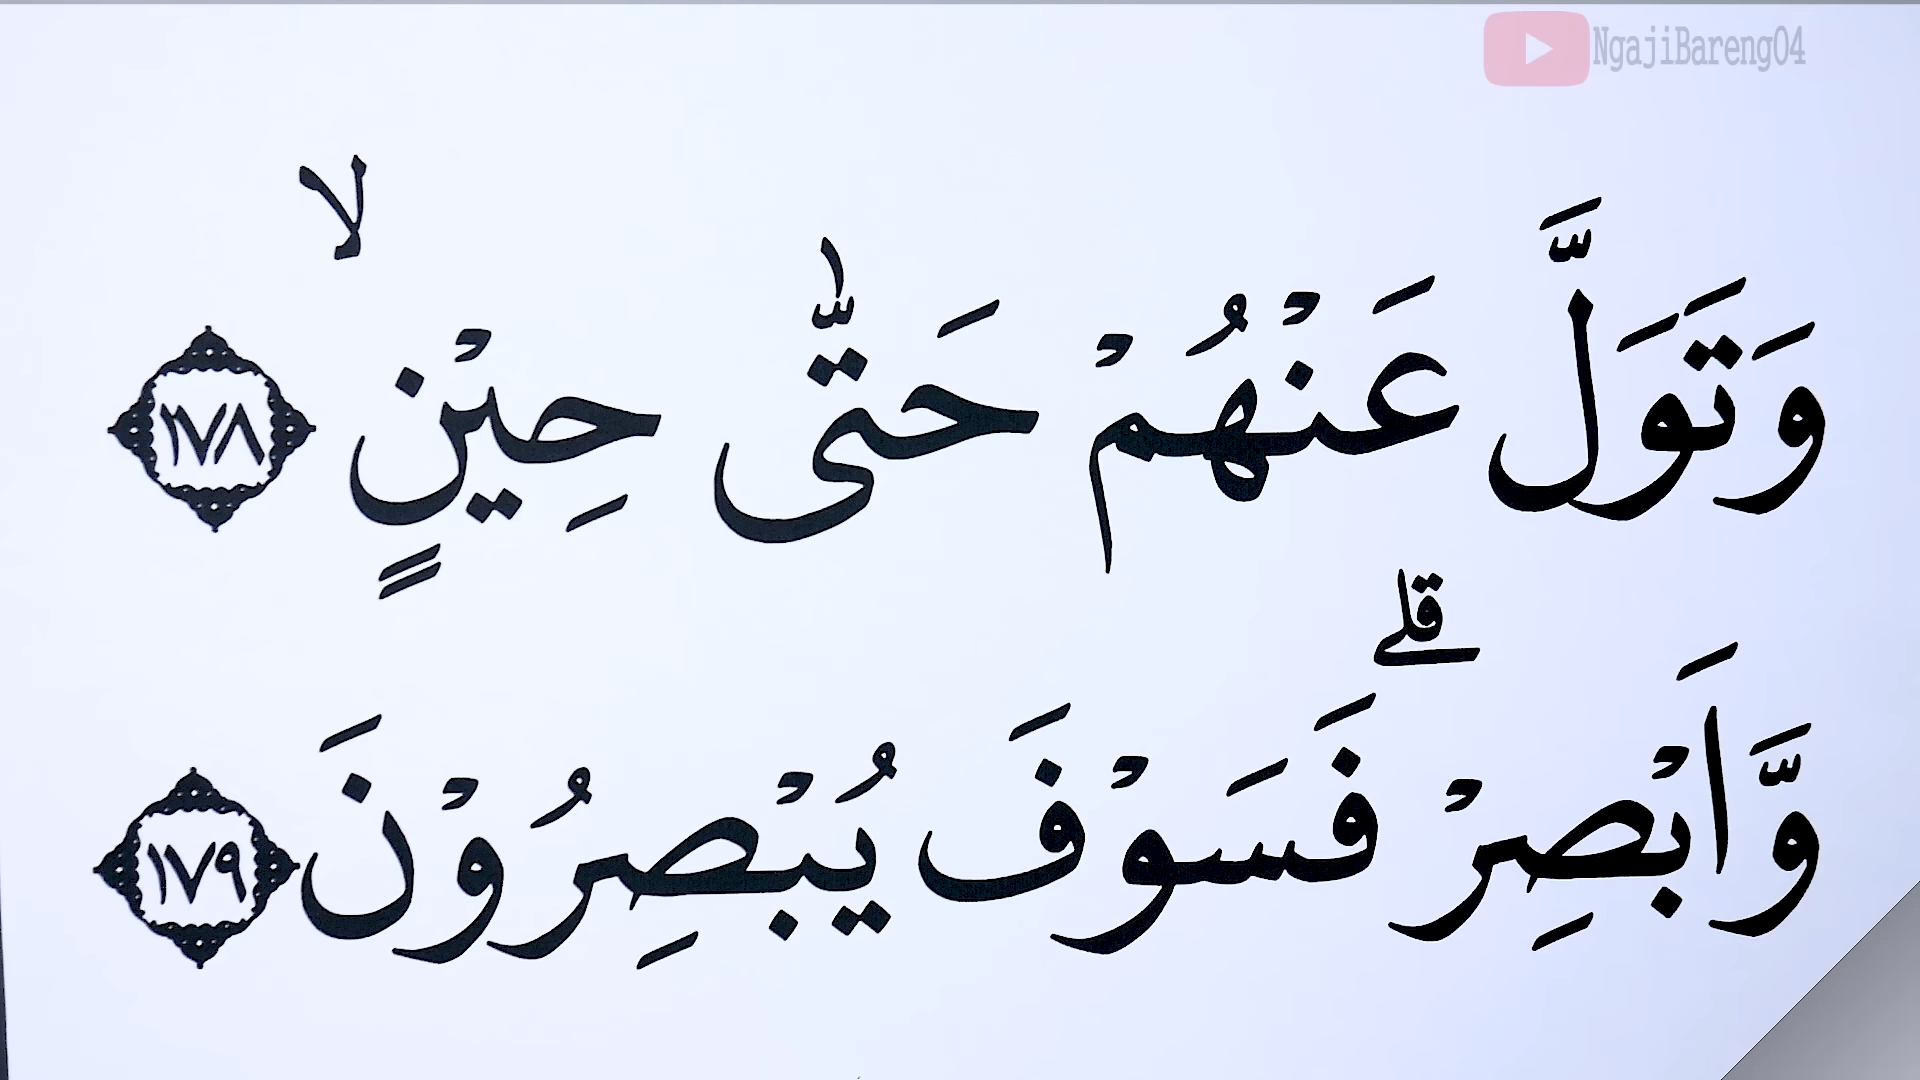 NgajiBareng04
وَتَوَلَّ عَنْهُمْ حَتّٰى حِيْنٍ ۙ ١٧٨
وَّاَبْصِرْۗ فَسَوْفَ يُبْصِرُوْنَ ١٧٩